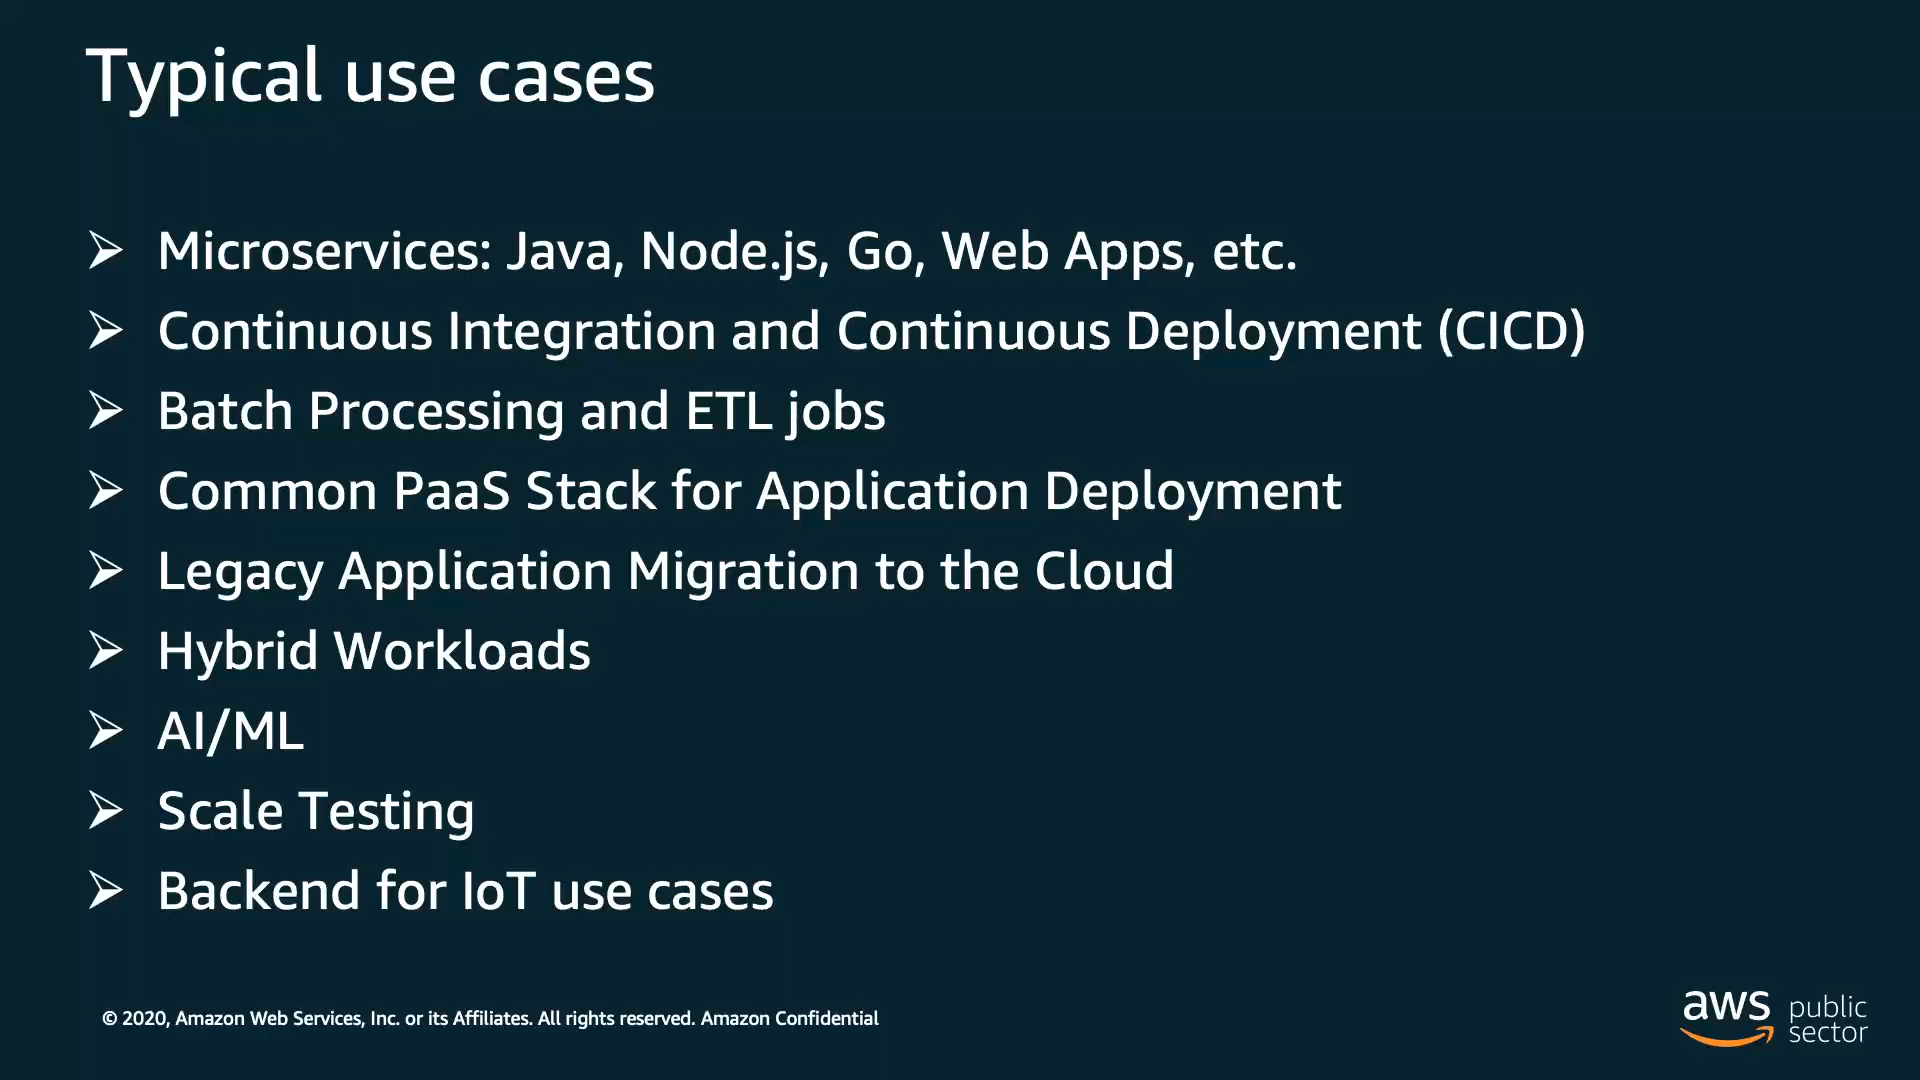 Typical use cases
➢ Microservices: Java, Node.js, Go, Web Apps, etc.
➢ Continuous Integration and Continuous Deployment (CICD)
➢ Batch Processing and ETL jobs
➢ Common PaaS Stack for Application Deployment
➢ Legacy Application Migration to the Cloud
➢ Hybrid Workloads
➢ AI/ML
➢ Scale Testing
➢ Backend for IoT use cases
© 2020, Amazon Web Services, Inc. or its Affiliates. All rights reserved. Amazon Confidential
aws public
sector